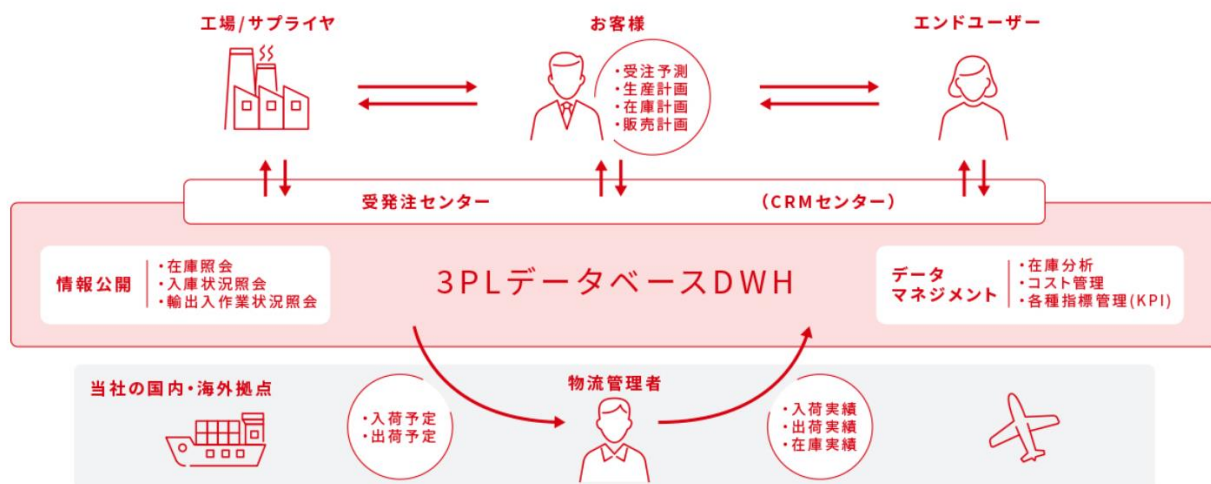 工場/サプライヤ
お客様
エンドユーザー
・受注予測
・生産計画
・在庫計画
・販売計画
受発注センター
（CRMセンター）
情報公開
・在庫照会
・入庫状況照会
・輸出入作業状況照会
3PLデータベースDWH
データ
マネジメント
・在庫分析
・コスト管理
・各種指標管理(KPI)
当社の国内・海外拠点
・入荷予定
・出荷予定
物流管理者
・入荷実績
・出荷実績
・在庫実績